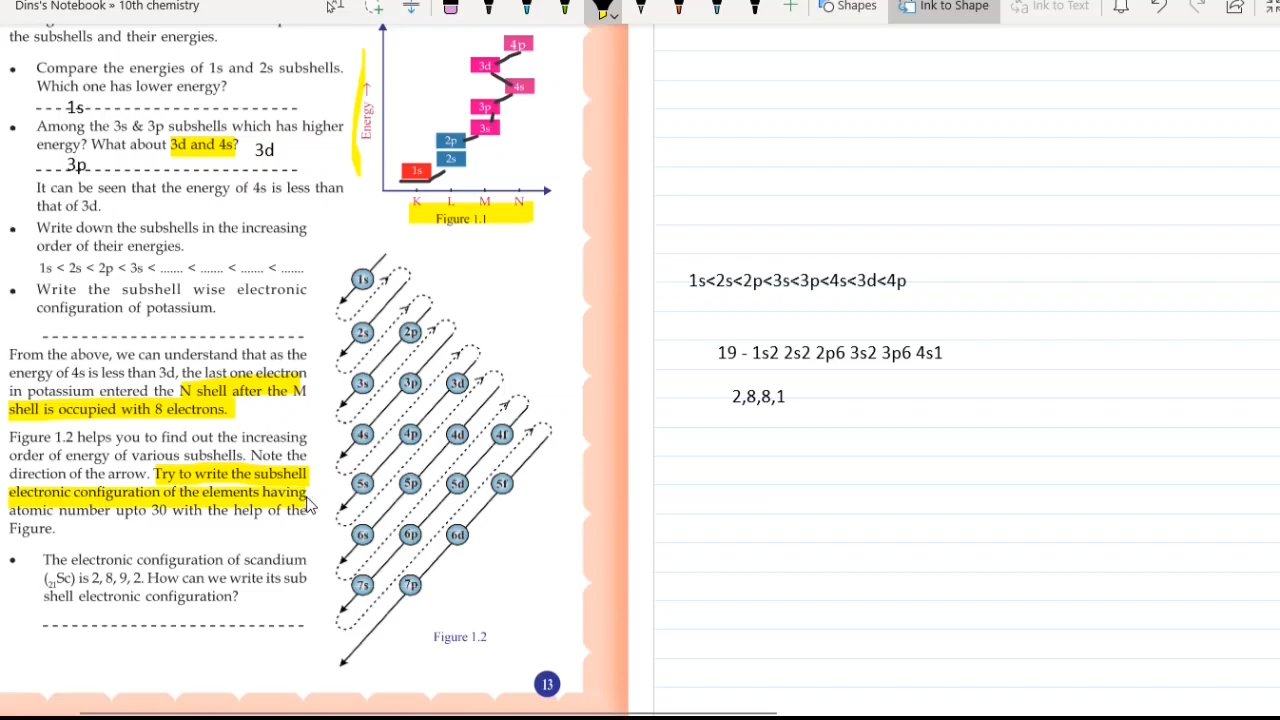 Dins's Notebook » 10th chemistry
Shapes
Ink to Shape
Ink to Text
the subshells and their energies.
• Compare the energies of 1s and 2s subshells.
Which one has lower energy?
1s
• Among the 3s & 3p subshells which has higher
energy? What about 3d and 4s? 3d
3p
It can be seen that the energy of 4s is less than
that of 3d.
• Write down the subshells in the increasing
order of their energies.
1s < 2s < 2p < 3s < ....... < ....... < ....... < .......
• Write the subshell wise electronic
configuration of potassium.
From the above, we can understand that as the
energy of 4s is less than 3d, the last one electron
in potassium entered the N shell after the M
shell is occupied with 8 electrons.
Figure 1.2 helps you to find out the increasing
order of energy of various subshells. Note the
direction of the arrow. Try to write the subshell
electronic configuration of the elements having
atomic number upto 30 with the help of the
Figure.
• The electronic configuration of scandium
(₂₁Sc) is 2, 8, 9, 2. How can we write its sub
shell electronic configuration?
Energy →
4p
3d
4s
3p
3s
2p
2s
1s
K L M N
Figure 1.1
1s
2s 2p
3s 3p 3d
4s 4p 4d 4f
5s 5p 5d 5f
6s 6p 6d
7s 7p
Figure 1.2
13
1s<2s<2p<3s<3p<4s<3d<4p
19 - 1s2 2s2 2p6 3s2 3p6 4s1
2,8,8,1